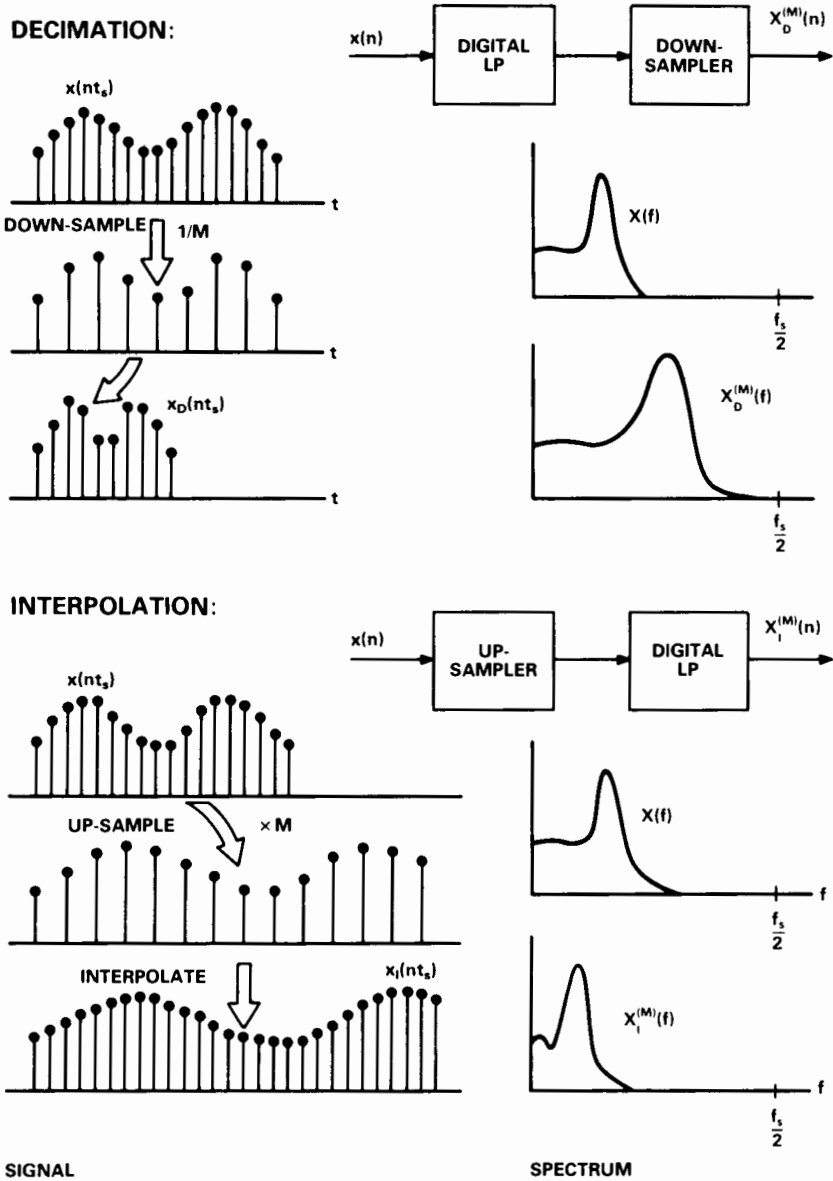 DECIMATION:
x(n)
DIGITAL
LP
DOWN-
SAMPLER
X_D^(M)(n)
x(nt_s)
t
DOWN-SAMPLE
1/M
X(f)
f_s
2
t
x_D(nt_s)
X_D^(M)(f)
t
f_s
2
INTERPOLATION:
x(n)
UP-
SAMPLER
DIGITAL
LP
X_I^(M)(n)
x(nt_s)
UP-SAMPLE
× M
X(f)
f
f_s
2
INTERPOLATE
x_I(nt_s)
X_I^(M)(f)
f
f_s
2
SIGNAL
SPECTRUM